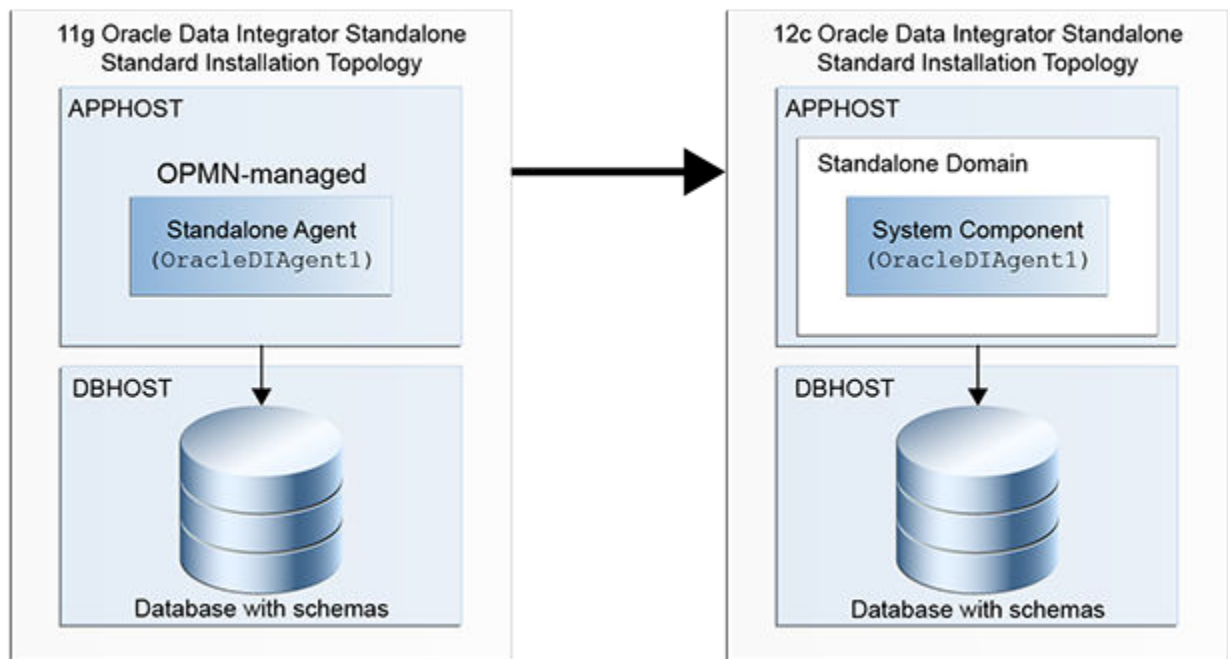 11g Oracle Data Integrator Standalone
Standard Installation Topology
APPHOST
OPMN-managed
Standalone Agent
(OracleDIAgent1)
DBHOST
Database with schemas
12c Oracle Data Integrator Standalone
Standard Installation Topology
APPHOST
Standalone Domain
System Component
(OracleDIAgent1)
DBHOST
Database with schemas